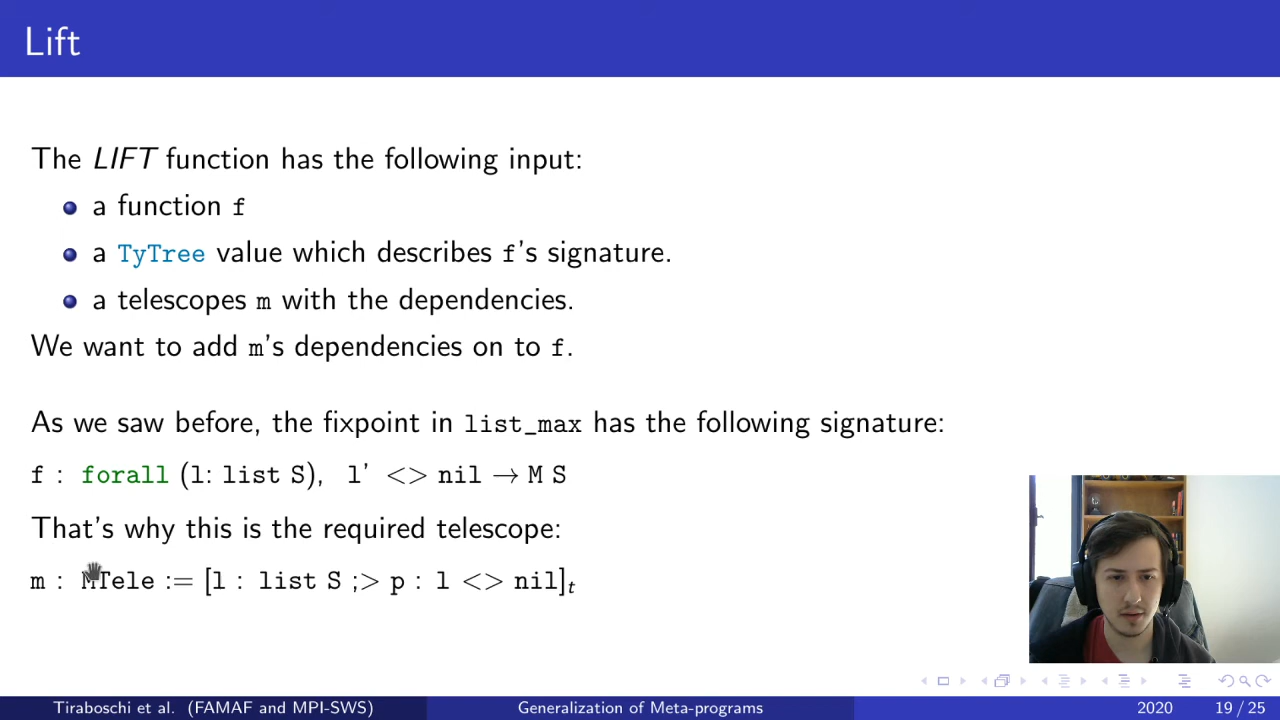 Lift
The LIFT function has the following input:
a function f
a TyTree value which describes f's signature.
a telescopes m with the dependencies.
We want to add m's dependencies on to f.
As we saw before, the fixpoint in list_max has the following signature:
f : forall (l: list S), l' <> nil → M S
That's why this is the required telescope:
m : MTele := [l : list S ;> p : l <> nil]t
Tiraboschi et al. (FAMAF and MPI-SWS) Generalization of Meta-programs 2020 19 / 25